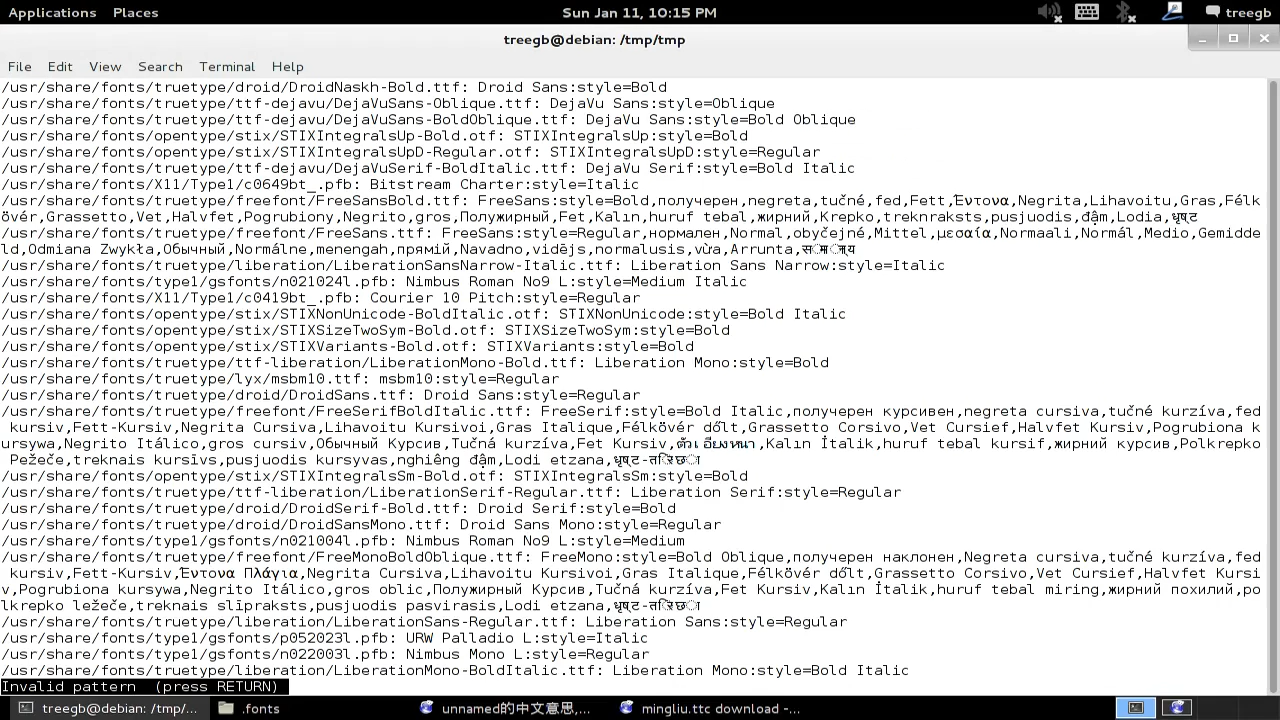 Applications Places
Sun Jan 11, 10:15 PM
treegb
treegb@debian: /tmp/tmp
File Edit View Search Terminal Help
/usr/share/fonts/truetype/droid/DroidNaskh-Bold.ttf: Droid Sans:style=Bold
/usr/share/fonts/truetype/ttf-dejavu/DejaVuSans-Oblique.ttf: DejaVu Sans:style=Oblique
/usr/share/fonts/truetype/ttf-dejavu/DejaVuSans-BoldOblique.ttf: DejaVu Sans:style=Bold Oblique
/usr/share/fonts/opentype/stix/STIXIntegralsUp-Bold.otf: STIXIntegralsUp:style=Bold
/usr/share/fonts/opentype/stix/STIXIntegralsUpD-Regular.otf: STIXIntegralsUpD:style=Regular
/usr/share/fonts/truetype/ttf-dejavu/DejaVuSerif-BoldItalic.ttf: DejaVu Serif:style=Bold Italic
/usr/share/fonts/X11/Type1/c0649bt_.pfb: Bitstream Charter:style=Italic
/usr/share/fonts/truetype/freefont/FreeSansBold.ttf: FreeSans:style=Bold,получерен,negreta,tučné,fed,Fett,Έντονα,Negrita,Lihavoitu,Gras,Félk
övér,Grassetto,Vet,Halvfet,Pogrubiony,Negrito,gros,Полужирный,Fet,Kalın,huruf tebal,жирний,Krepko,treknraksts,pusjuodis,đậm,Lodia,धृष्ट
/usr/share/fonts/truetype/freefont/FreeSans.ttf: FreeSans:style=Regular,нормален,Normal,obyčejné,Mittel,μεσαία,Normaali,Normál,Medio,Gemidde
ld,Odmiana Zwykła,Обычный,Normálne,menengah,прямій,Navadno,vidējs,normalusis,vừa,Arrunta,सामान्य
/usr/share/fonts/truetype/liberation/LiberationSansNarrow-Italic.ttf: Liberation Sans Narrow:style=Italic
/usr/share/fonts/type1/gsfonts/n021024l.pfb: Nimbus Roman No9 L:style=Medium Italic
/usr/share/fonts/X11/Type1/c0419bt_.pfb: Courier 10 Pitch:style=Regular
/usr/share/fonts/opentype/stix/STIXNonUnicode-BoldItalic.otf: STIXNonUnicode:style=Bold Italic
/usr/share/fonts/opentype/stix/STIXSizeTwoSym-Bold.otf: STIXSizeTwoSym:style=Bold
/usr/share/fonts/opentype/stix/STIXVariants-Bold.otf: STIXVariants:style=Bold
/usr/share/fonts/truetype/ttf-liberation/LiberationMono-Bold.ttf: Liberation Mono:style=Bold
/usr/share/fonts/truetype/lyx/msbm10.ttf: msbm10:style=Regular
/usr/share/fonts/truetype/droid/DroidSans.ttf: Droid Sans:style=Regular
/usr/share/fonts/truetype/freefont/FreeSerifBoldItalic.ttf: FreeSerif:style=Bold Italic,получерен курсивен,negreta cursiva,tučné kurzíva,fed
 kursiv,Fett-Kursiv,Negrita Cursiva,Lihavoitu Kursivoi,Gras Italique,Félkövér dőlt,Grassetto Corsivo,Vet Cursief,Halvfet Kursiv,Pogrubiona k
ursywa,Negrito Itálico,gros cursiv,Обычный Курсив,Tučná kurzíva,Fet Kursiv,ตัวเอียงหนา,Kalın İtalik,huruf tebal kursif,жирний курсив,Polkrepko
 Pežeče,treknais kursīvs,pusjuodis kursyvas,nghiêng đậm,Lodi etzana,धृष्ट-तिरछा
/usr/share/fonts/opentype/stix/STIXIntegralsSm-Bold.otf: STIXIntegralsSm:style=Bold
/usr/share/fonts/truetype/ttf-liberation/LiberationSerif-Regular.ttf: Liberation Serif:style=Regular
/usr/share/fonts/truetype/droid/DroidSerif-Bold.ttf: Droid Serif:style=Bold
/usr/share/fonts/truetype/droid/DroidSansMono.ttf: Droid Sans Mono:style=Regular
/usr/share/fonts/type1/gsfonts/n021004l.pfb: Nimbus Roman No9 L:style=Medium
/usr/share/fonts/truetype/freefont/FreeMonoBoldOblique.ttf: FreeMono:style=Bold Oblique,получерен наклонен,Negreta cursiva,tučné kurzíva,fed
 kursiv,Fett-Kursiv,Έντονα Πλάγια,Negrita Cursiva,Lihavoitu Kursivoi,Gras Italique,Félkövér dőlt,Grassetto Corsivo,Vet Cursief,Halvfet Kursi
v,Pogrubiona kursywa,Negrito Itálico,gros oblic,Полужирный Курсив,Tučná kurzíva,Fet Kursiv,Kalın İtalik,huruf tebal miring,жирний похилий,po
lkrepko ležeče,treknais slīpraksts,pusjuodis pasvirasis,Lodi etzana,धृष्ट-तिरछा
/usr/share/fonts/truetype/liberation/LiberationSans-Regular.ttf: Liberation Sans:style=Regular
/usr/share/fonts/type1/gsfonts/p052023l.pfb: URW Palladio L:style=Italic
/usr/share/fonts/type1/gsfonts/n022003l.pfb: Nimbus Mono L:style=Regular
/usr/share/fonts/truetype/liberation/LiberationMono-BoldItalic.ttf: Liberation Mono:style=Bold Italic
Invalid pattern  (press RETURN)
treegb@debian: /tmp/... .fonts unnamed的中文意思,... mingliu.ttc download -...